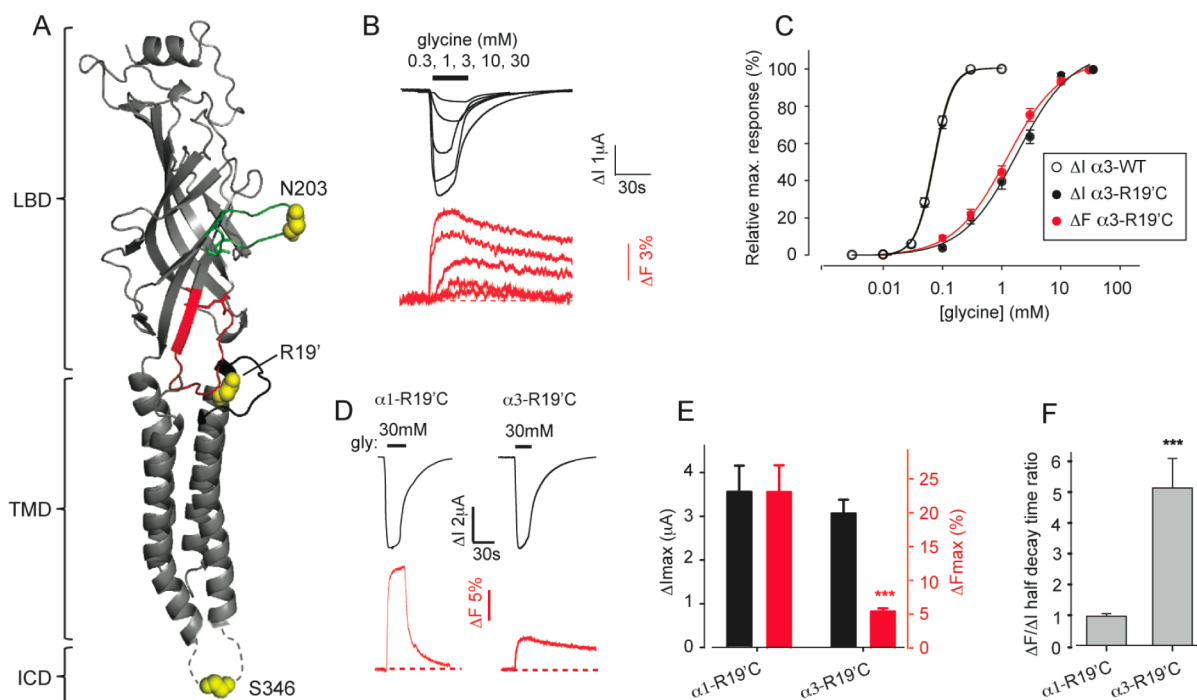 A
LBD
N203
R19'
TMD
ICD
S346
B
glycine (mM)
0.3, 1, 3, 10, 30
ΔI 1μA
30s
ΔF 3%
C
Relative max. response (%)
100
80
60
40
20
0
0.01
0.1
1
10
100
[glycine] (mM)
ΔI α3-WT
ΔI α3-R19'C
ΔF α3-R19'C
D
α1-R19'C
α3-R19'C
gly:
30mM
30mM
ΔI 2μA
30s
ΔF 5%
E
ΔImax (μA)
4
3
2
1
0
20
15
10
5
0
ΔFmax (%)
***
α1-R19'C
α3-R19'C
F
ΔF/ΔI half decay time ratio
6
5
4
3
2
1
0
***
α1-R19'C
α3-R19'C